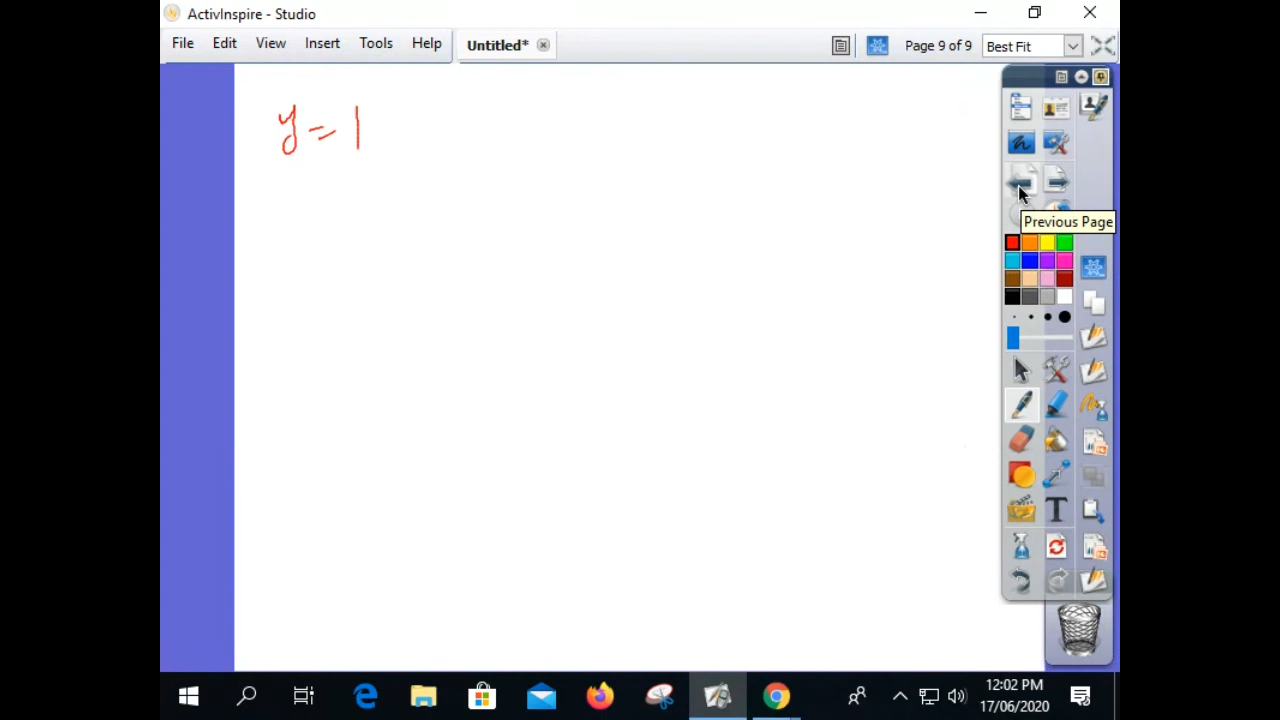 ActivInspire - Studio
File Edit View Insert Tools Help Untitled* Page 9 of 9 Best Fit
y = 1
Previous Page
T
12:02 PM
17/06/2020